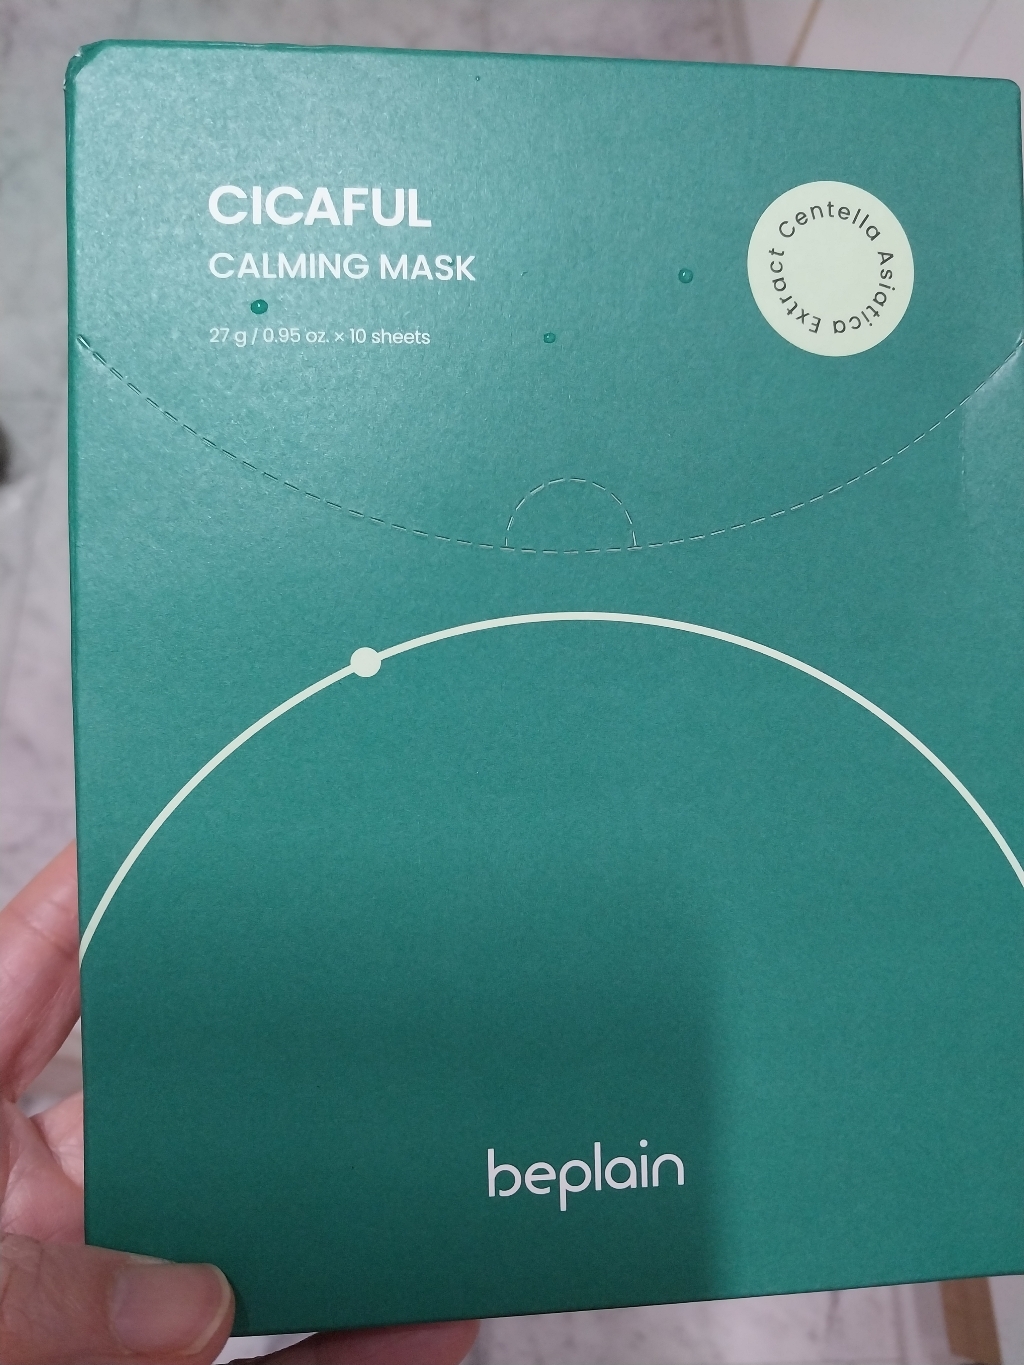 CICAFUL
CALMING MASK
27 g / 0.95 oz. × 10 sheets
Centella Asiatica Extract
beplain